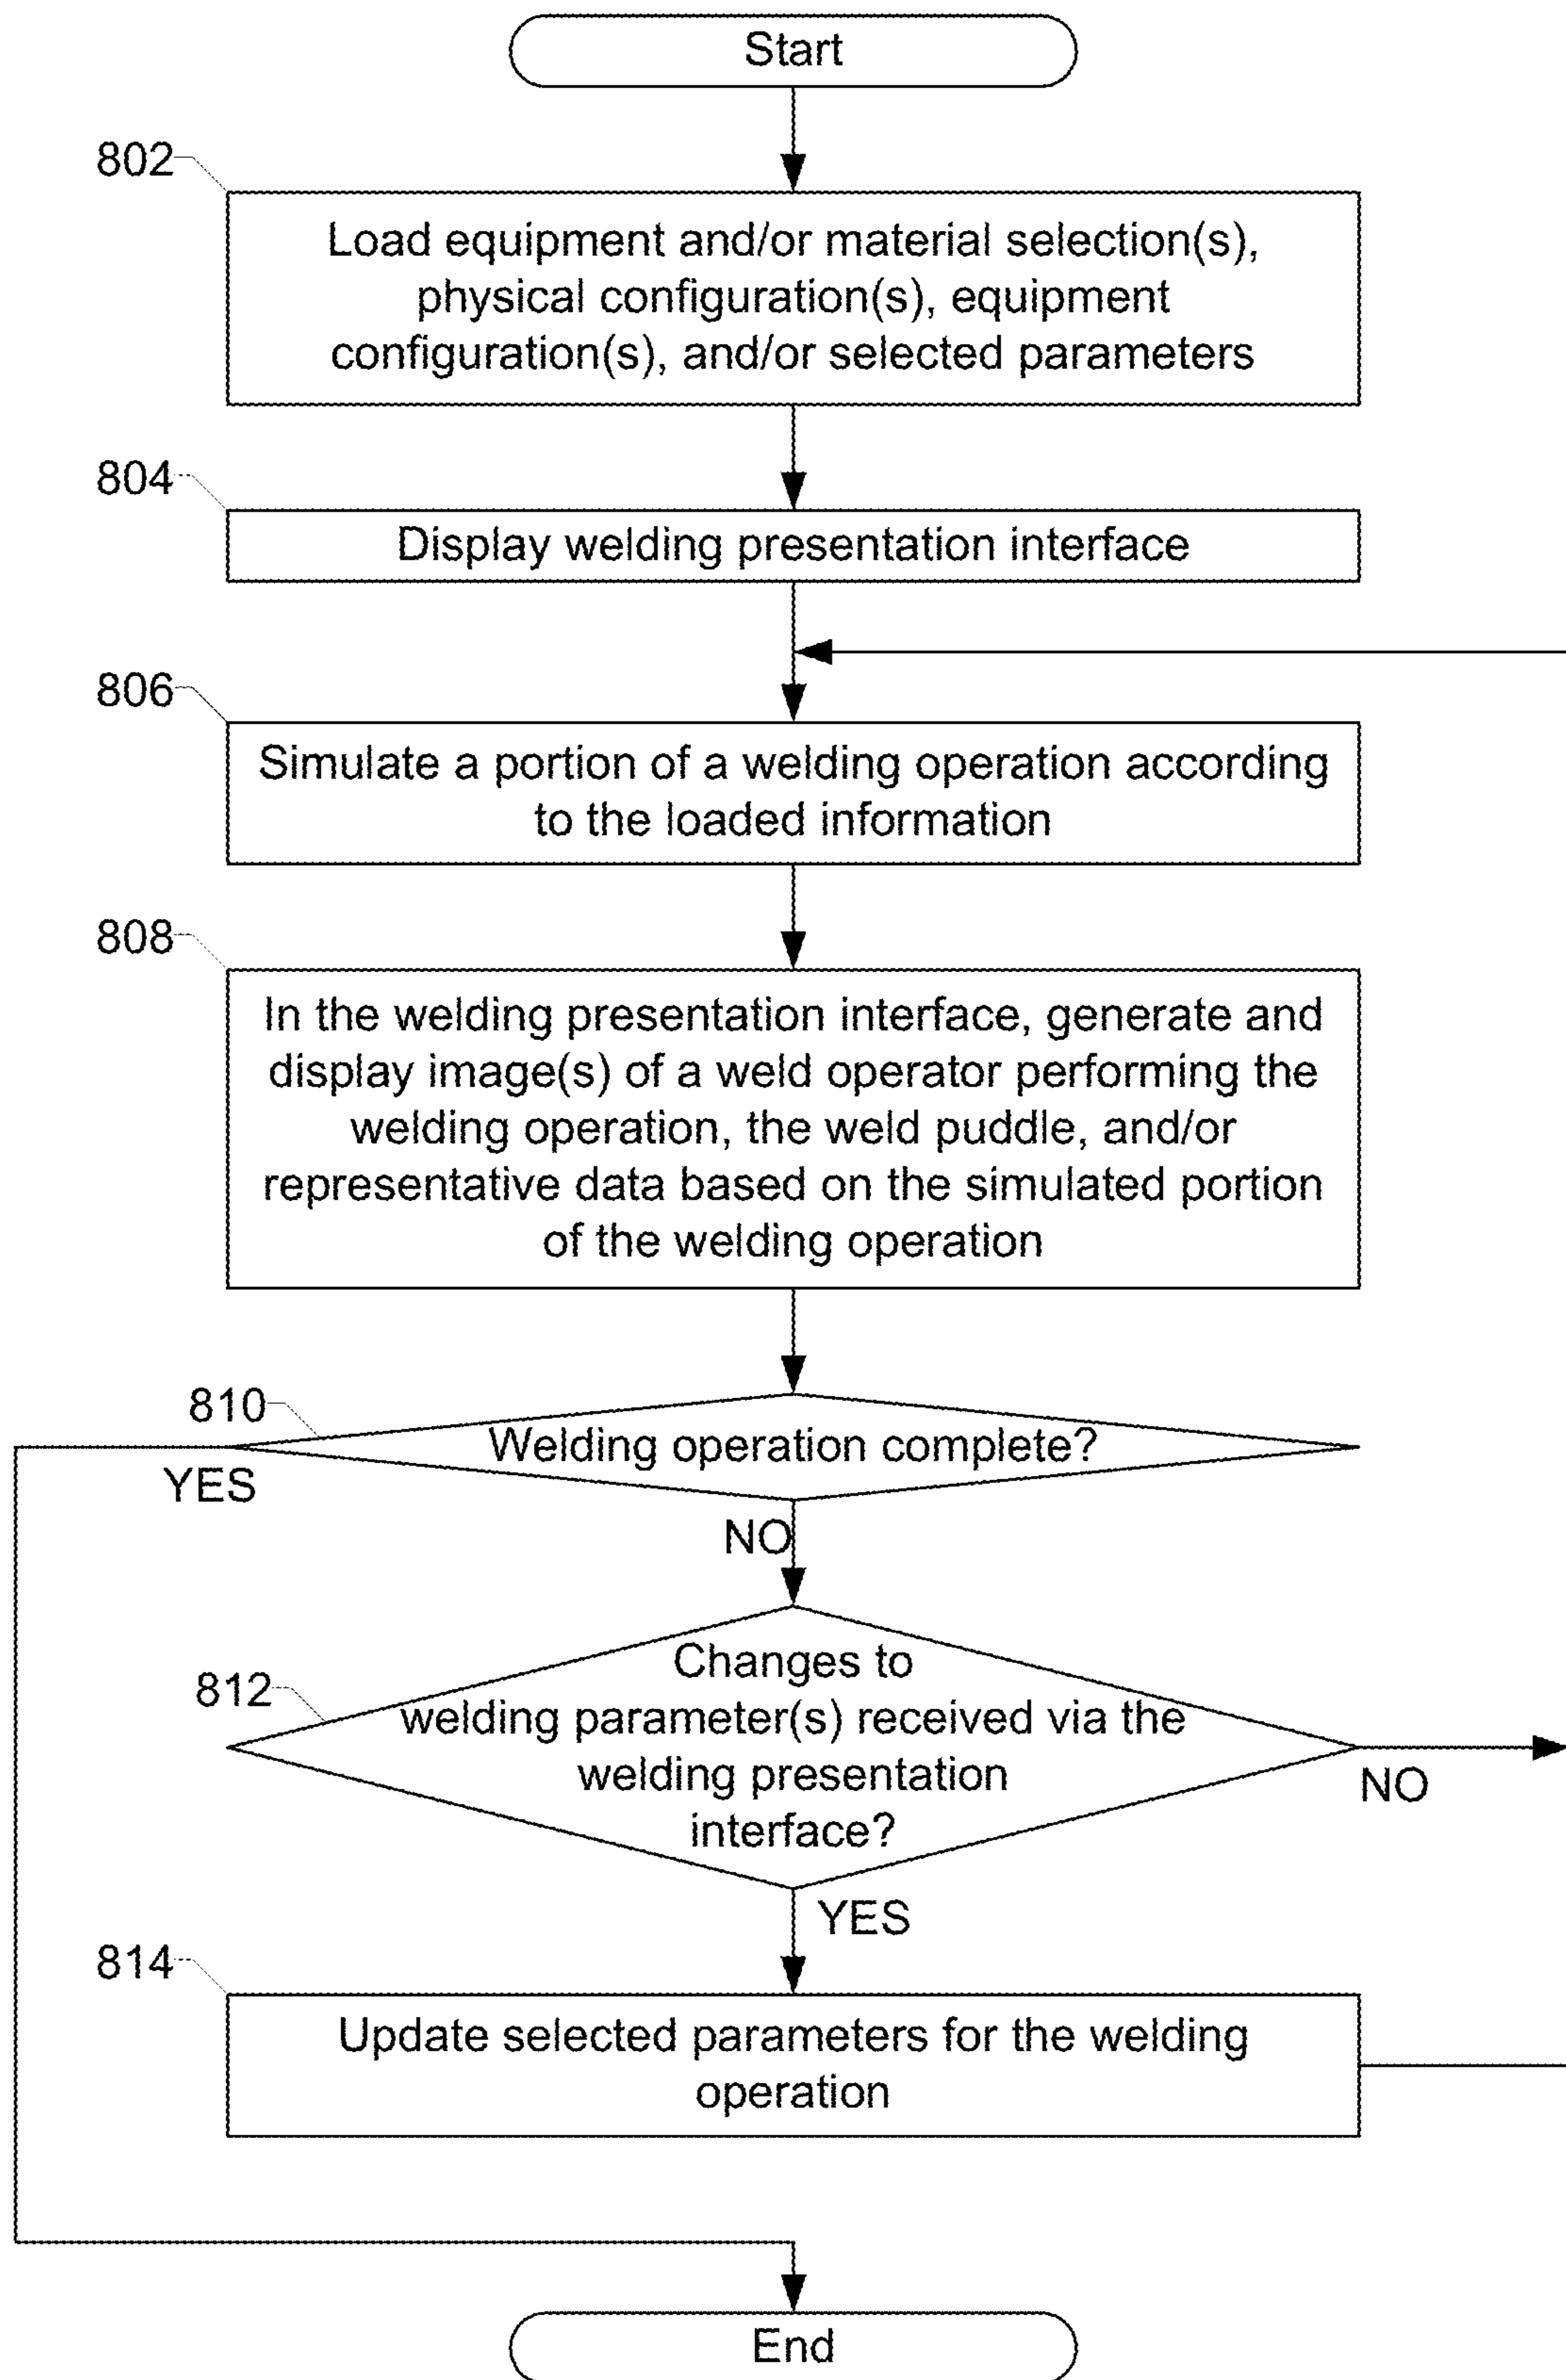 Start
802
Load equipment and/or material selection(s),
physical configuration(s), equipment
configuration(s), and/or selected parameters
804
Display welding presentation interface
806
Simulate a portion of a welding operation according
to the loaded information
808
In the welding presentation interface, generate and
display image(s) of a weld operator performing the
welding operation, the weld puddle, and/or
representative data based on the simulated portion
of the welding operation
810
Welding operation complete?
YES
NO
812
Changes to
welding parameter(s) received via the
welding presentation
interface?
NO
YES
814
Update selected parameters for the welding
operation
End